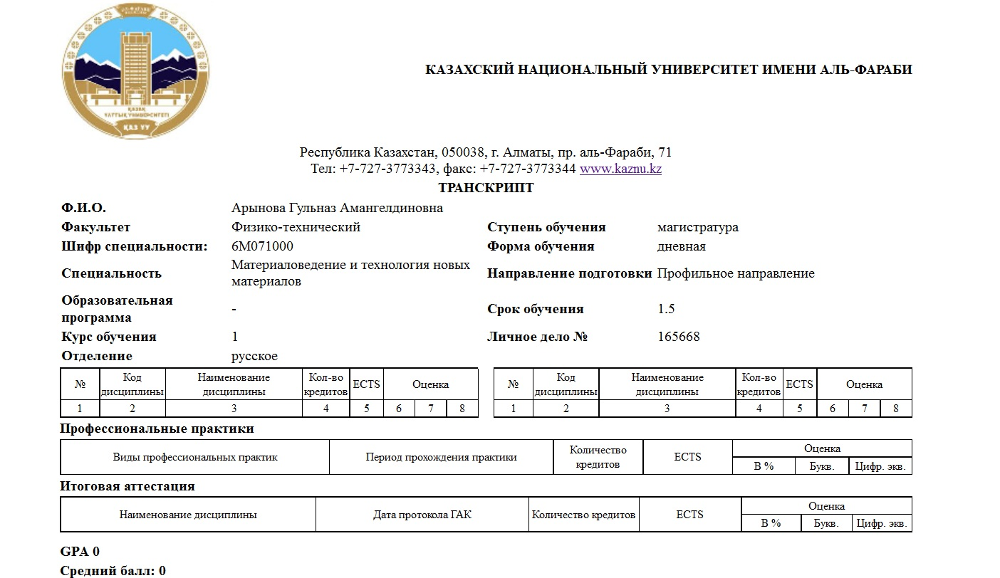 АЛ-ФАРАБИ
ҚАЗАҚ
ҰЛТТЫҚ УНИВЕРСИТЕТІ
ҚАЗ ҰУ
КАЗАХСКИЙ НАЦИОНАЛЬНЫЙ УНИВЕРСИТЕТ ИМЕНИ АЛЬ-ФАРАБИ
Республика Казахстан, 050038, г. Алматы, пр. аль-Фараби, 71
Тел: +7-727-3773343, факс: +7-727-3773344 www.kaznu.kz
ТРАНСКРИПТ
Ф.И.О. Арынова Гульназ Амангелдиновна
Факультет Физико-технический Ступень обучения магистратура
Шифр специальности: 6М071000 Форма обучения дневная
Специальность Материаловедение и технология новых материалов Направление подготовки Профильное направление
Образовательная программа - Срок обучения 1.5
Курс обучения 1 Личное дело № 165668
Отделение русское
№ Код дисциплины Наименование дисциплины Кол-во кредитов ECTS Оценка № Код дисциплины Наименование дисциплины Кол-во кредитов ECTS Оценка
1 2 3 4 5 6 7 8 1 2 3 4 5 6 7 8
Профессиональные практики
Виды профессиональных практик Период прохождения практики Количество кредитов ECTS Оценка
В % Букв. Цифр. экв.
Итоговая аттестация
Наименование дисциплины Дата протокола ГАК Количество кредитов ECTS Оценка
В % Букв. Цифр. экв.
GPA 0
Средний балл: 0